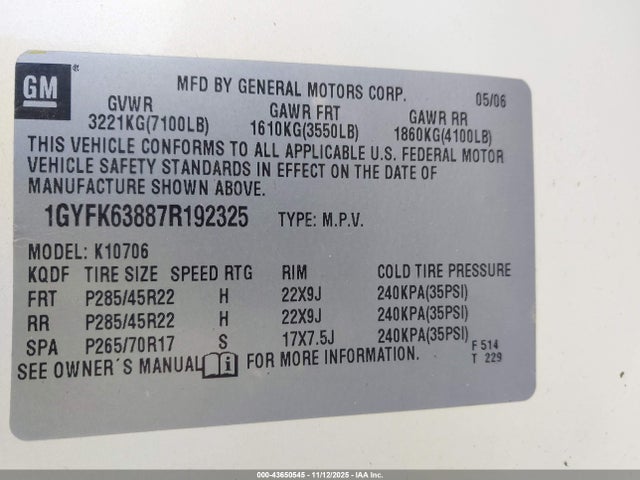 GM
MFD BY GENERAL MOTORS CORP.
05/06
GVWR GAWR FRT GAWR RR
3221KG(7100LB) 1610KG(3550LB) 1860KG(4100LB)
THIS VEHICLE CONFORMS TO ALL APPLICABLE U.S. FEDERAL MOTOR
VEHICLE SAFETY STANDARDS IN EFFECT ON THE DATE OF
MANUFACTURE SHOWN ABOVE.
1GYFK63887R192325 TYPE: M.P.V.
MODEL: K10706
KQDF TIRE SIZE SPEED RTG RIM COLD TIRE PRESSURE
FRT P285/45R22 H 22X9J 240KPA(35PSI)
RR P285/45R22 H 22X9J 240KPA(35PSI)
SPA P265/70R17 S 17X7.5J 240KPA(35PSI)
SEE OWNER´S MANUAL i FOR MORE INFORMATION.
F 514
T 229
000-43650545 - 11/12/2025 - IAAI.COM